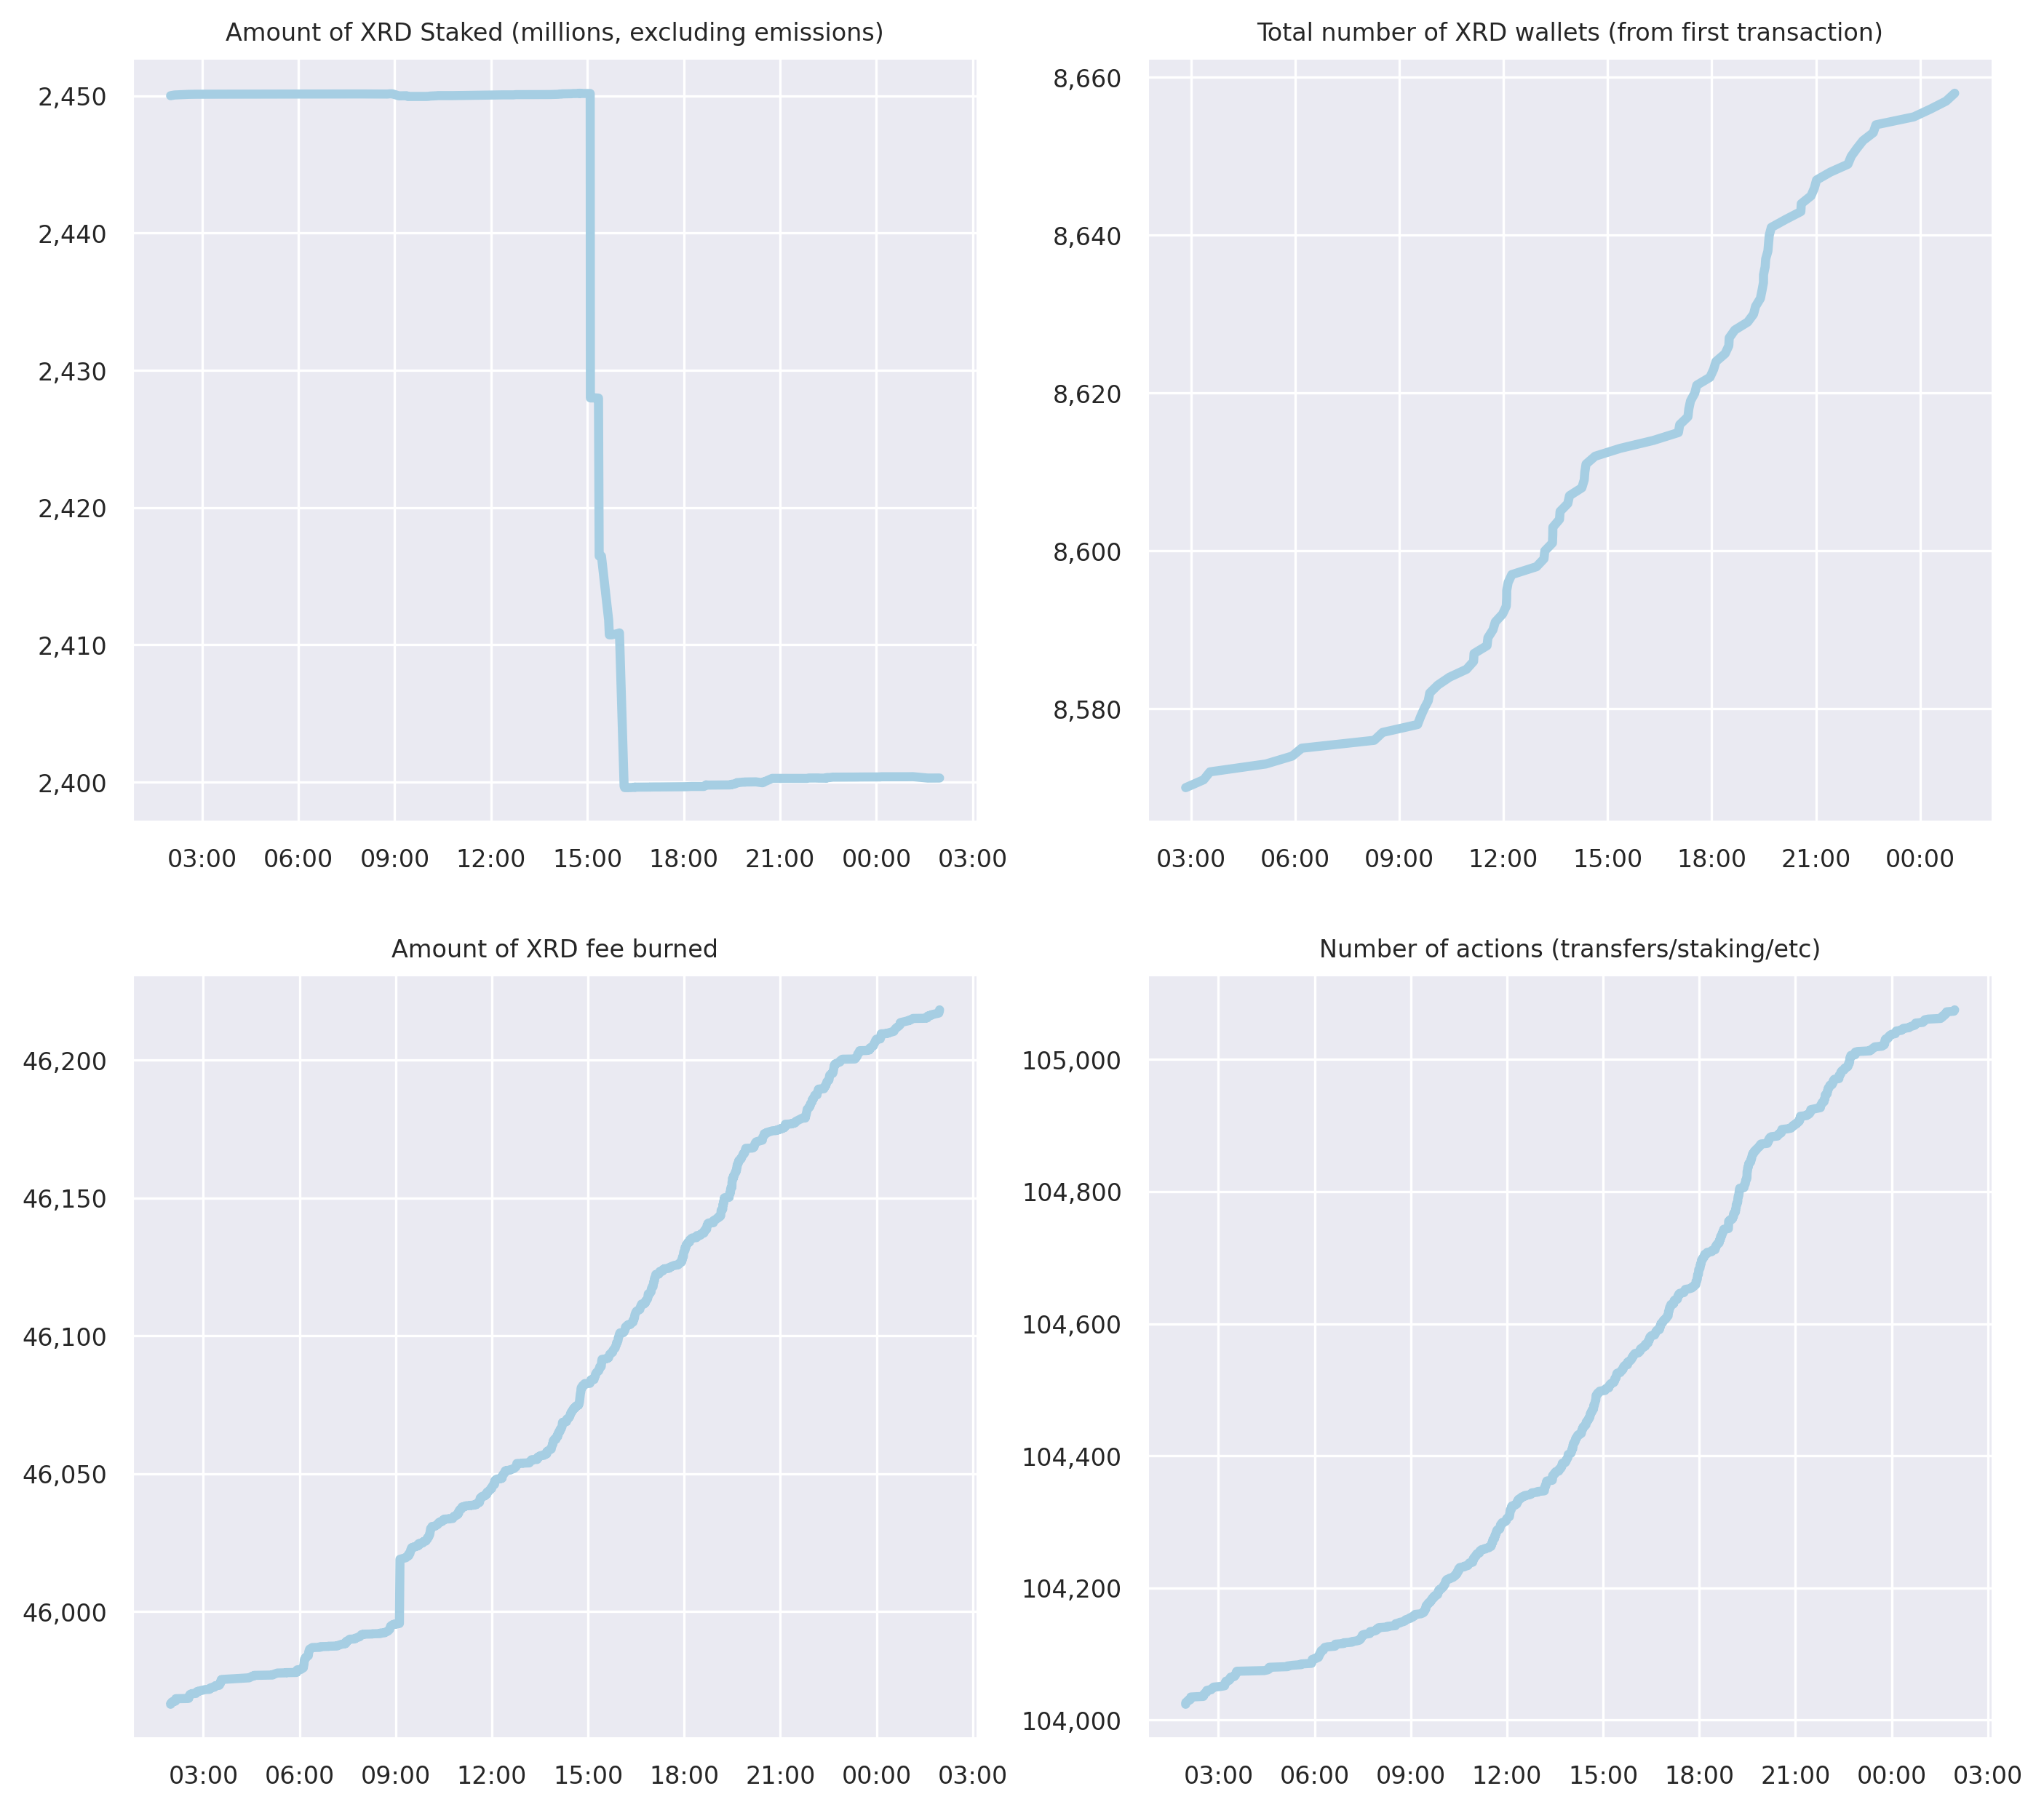 Amount of XRD Staked (millions, excluding emissions)
2,450
2,440
2,430
2,420
2,410
2,400
03:00 06:00 09:00 12:00 15:00 18:00 21:00 00:00 03:00
Total number of XRD wallets (from first transaction)
8,660
8,640
8,620
8,600
8,580
03:00 06:00 09:00 12:00 15:00 18:00 21:00 00:00
Amount of XRD fee burned
46,200
46,150
46,100
46,050
46,000
03:00 06:00 09:00 12:00 15:00 18:00 21:00 00:00 03:00
Number of actions (transfers/staking/etc)
105,000
104,800
104,600
104,400
104,200
104,000
03:00 06:00 09:00 12:00 15:00 18:00 21:00 00:00 03:00